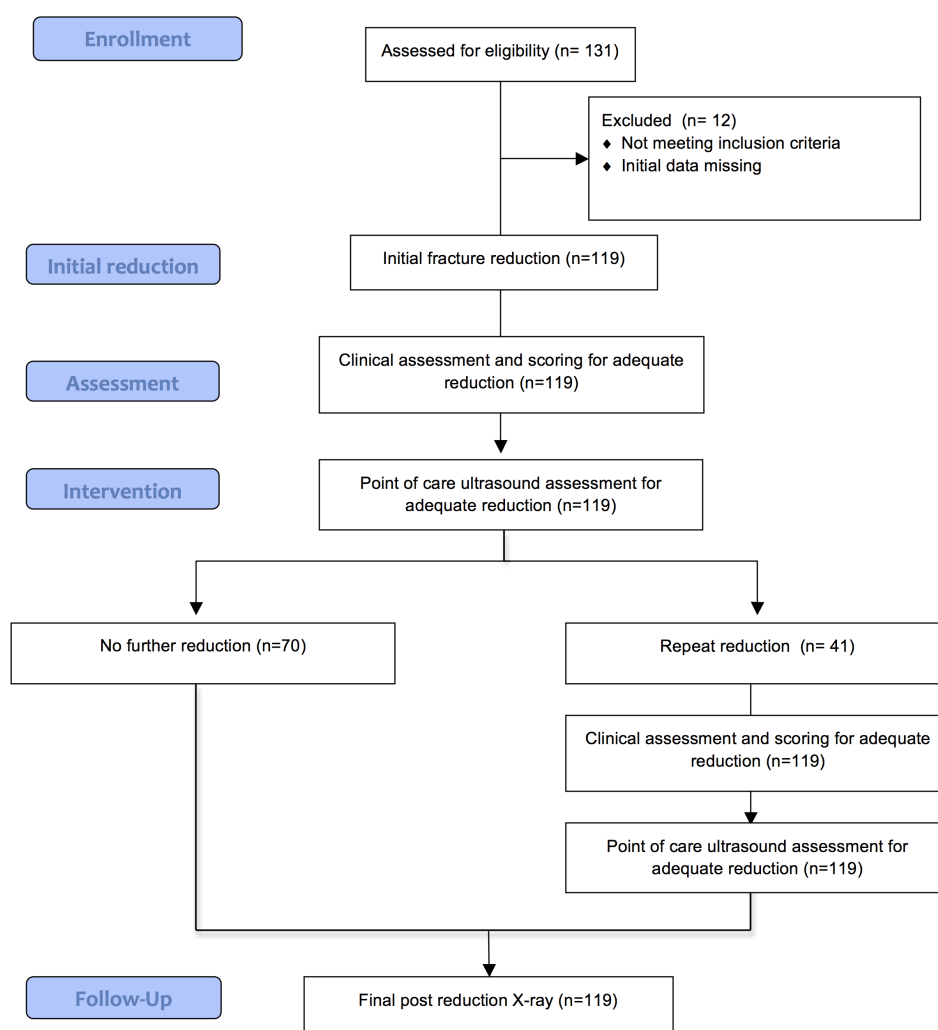 Enrollment
Assessed for eligibility (n= 131)
Excluded (n= 12)
♦ Not meeting inclusion criteria
♦ Initial data missing
Initial reduction
Initial fracture reduction (n=119)
Assessment
Clinical assessment and scoring for adequate
reduction (n=119)
Intervention
Point of care ultrasound assessment for
adequate reduction (n=119)
No further reduction (n=70)
Repeat reduction (n= 41)
Clinical assessment and scoring for adequate
reduction (n=119)
Point of care ultrasound assessment for
adequate reduction (n=119)
Follow-Up
Final post reduction X-ray (n=119)